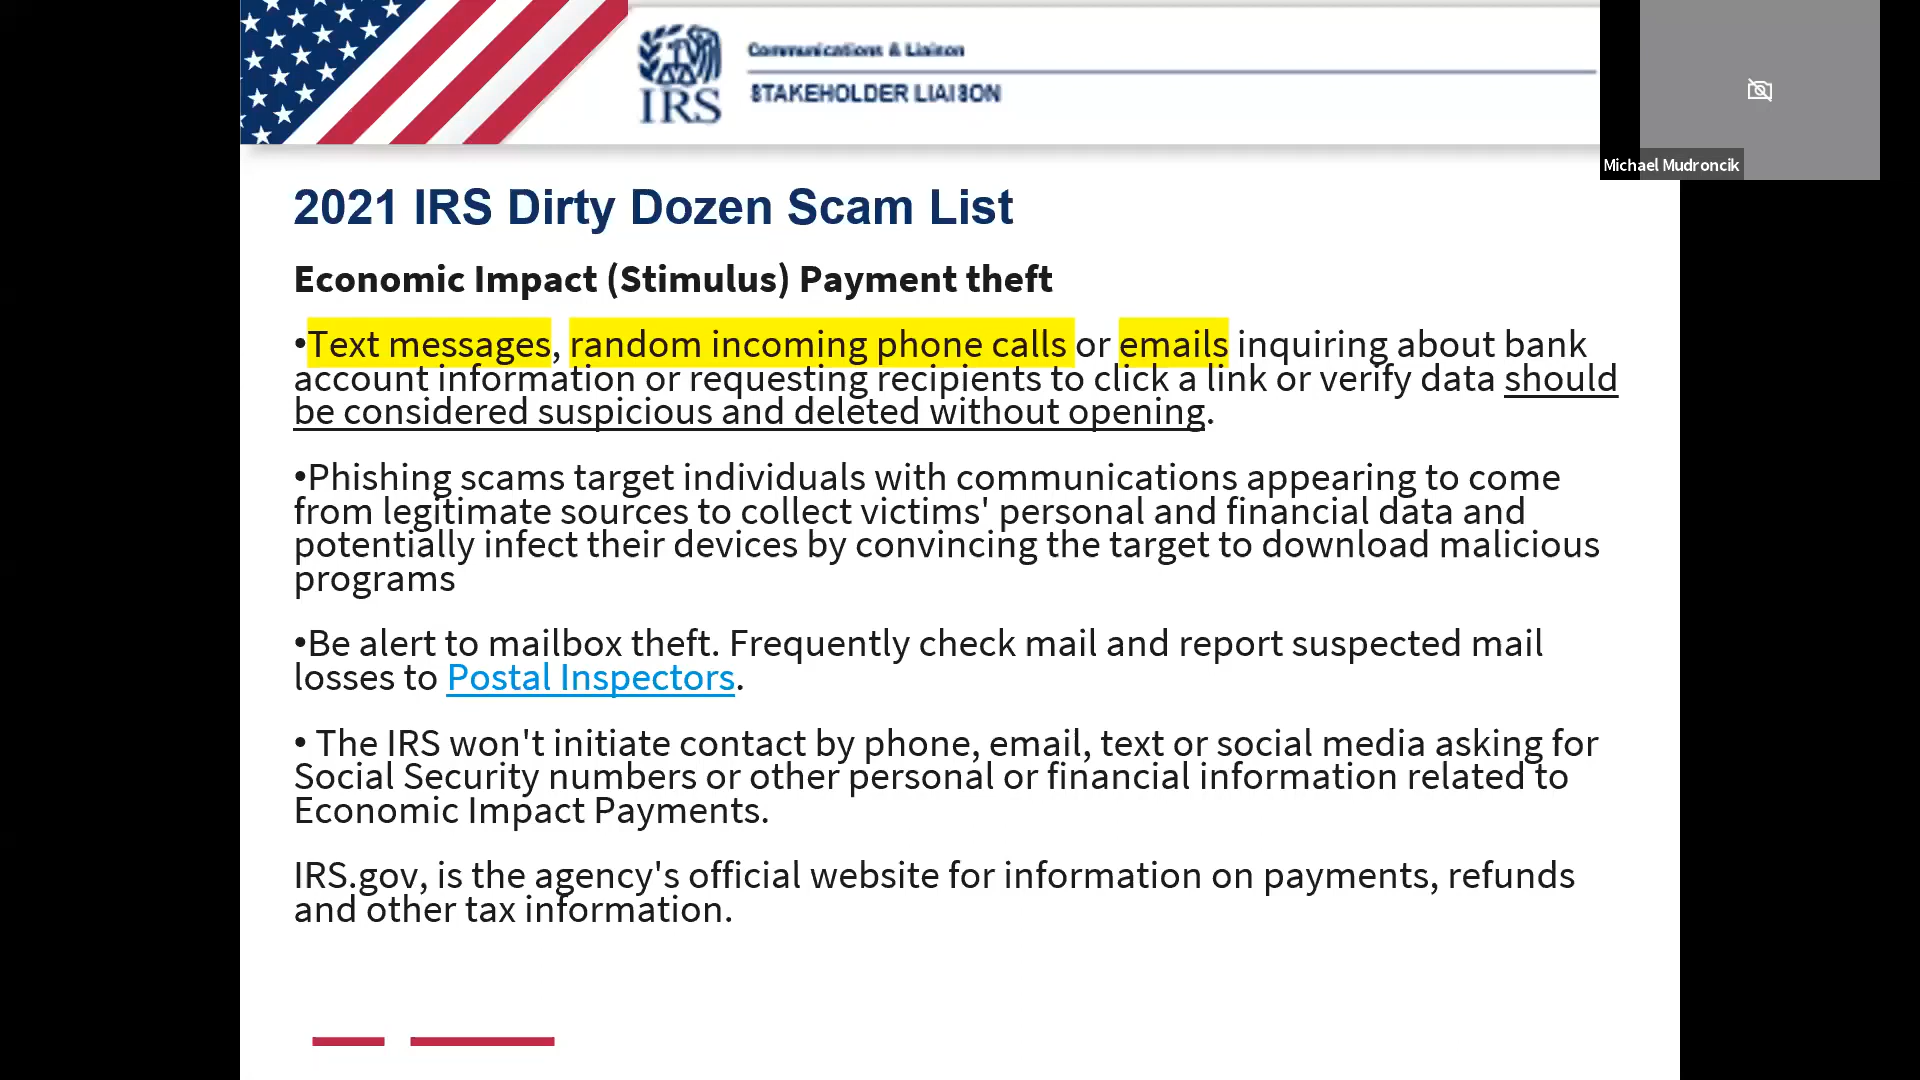 Communications & Liaison
STAKEHOLDER LIAISON
IRS
Michael Mudroncik
2021 IRS Dirty Dozen Scam List
Economic Impact (Stimulus) Payment theft
•Text messages, random incoming phone calls or emails inquiring about bank
account information or requesting recipients to click a link or verify data should
be considered suspicious and deleted without opening.
•Phishing scams target individuals with communications appearing to come
from legitimate sources to collect victims' personal and financial data and
potentially infect their devices by convincing the target to download malicious
programs
•Be alert to mailbox theft. Frequently check mail and report suspected mail
losses to Postal Inspectors.
• The IRS won't initiate contact by phone, email, text or social media asking for
Social Security numbers or other personal or financial information related to
Economic Impact Payments.
IRS.gov, is the agency's official website for information on payments, refunds
and other tax information.